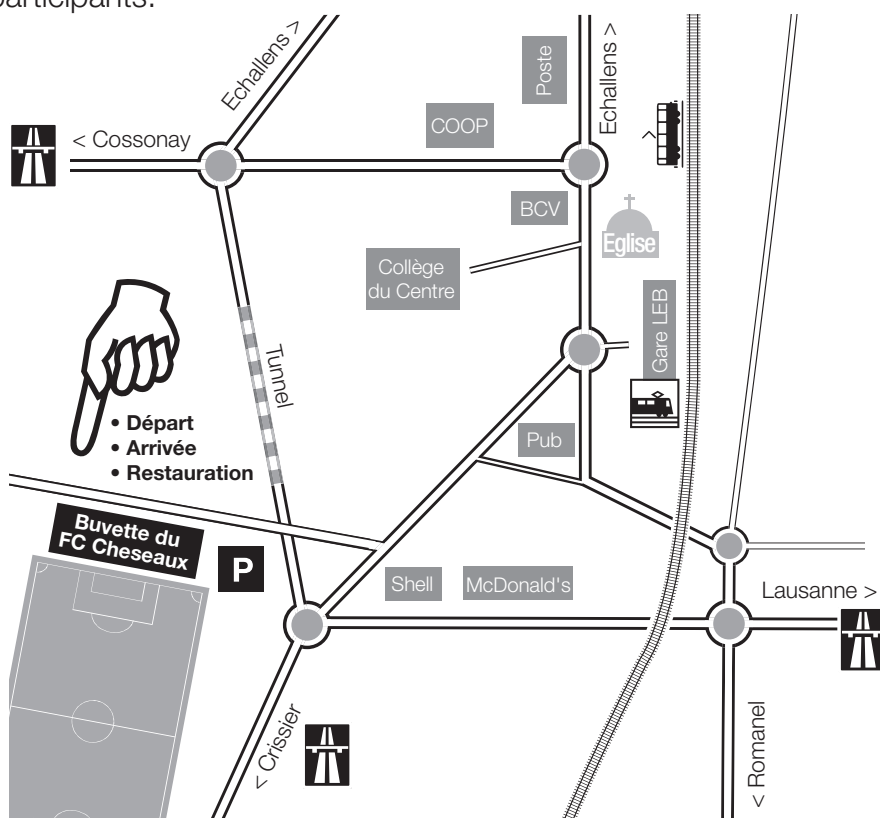 participants.
Echallens >
Poste
Echallens >
COOP
< Cossonay
BCV
Eglise
Collège
du Centre
Gare LEB
Tunnel
• Départ
• Arrivée
• Restauration
Pub
Buvette du
FC Cheseaux
P
Shell
McDonald's
Lausanne >
< Crissier
< Romanel